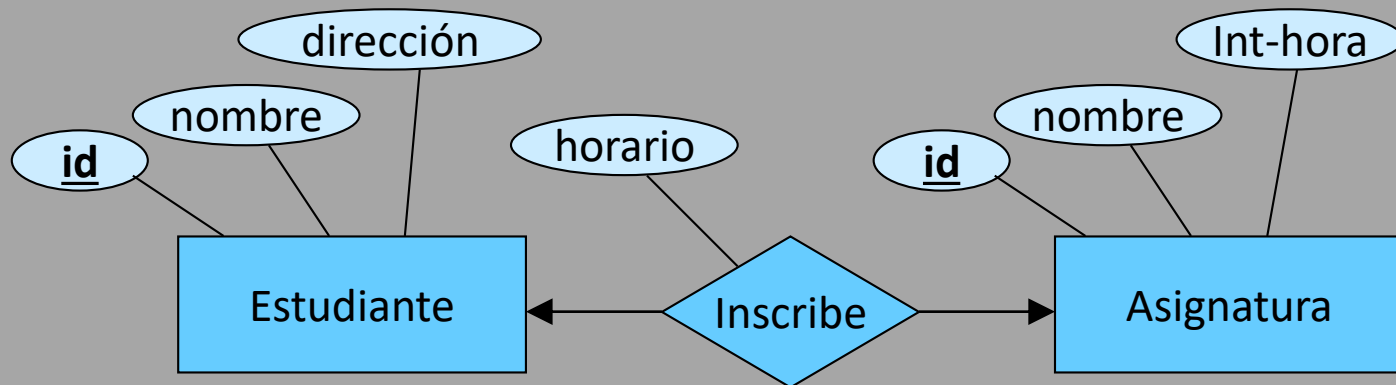 dirección
Int-hora
nombre
nombre
id
horario
id
Estudiante
Inscribe
Asignatura